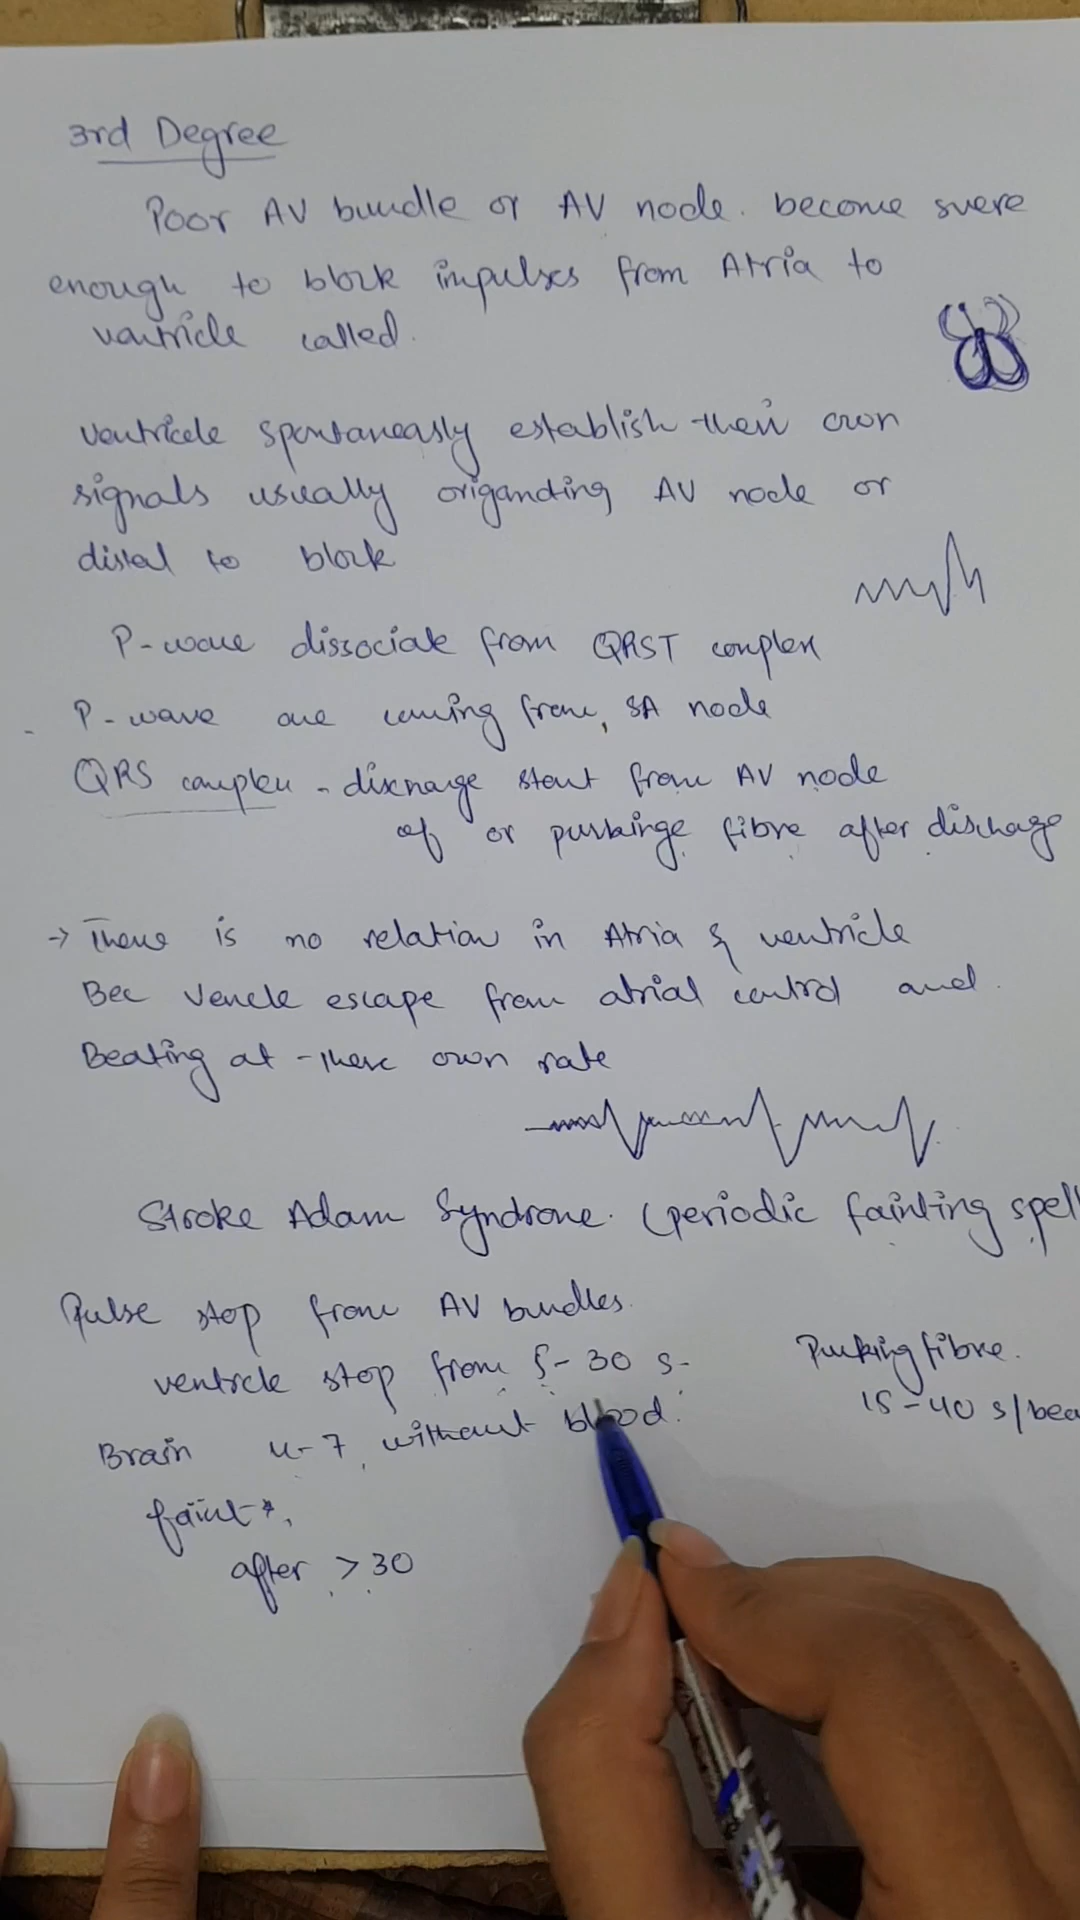 3rd Degree
Poor AV bundle or AV node. become svere
enough to block impulses from Atria to
ventricle called.
ventricle spontaneasly establish their own
signals usually origanating AV node or
distal to block
P-wave dissociate from QRST complex
P-wave are coming from, SA node
QRS complex - discharge start from AV node
of or purkinge fibre after dischage
→ There is no relation in Atria & ventricle
Bec Vencle escape from atrial control and.
Beating at there own rate
Stroke Adam Syndrone. (periodic fainting spell
Pulse stop from AV bundles.
ventricle stop from 5-30 s-
Purking fibre.
15-40 s/bea
Brain 4-7, without blood.
faint
after > 30